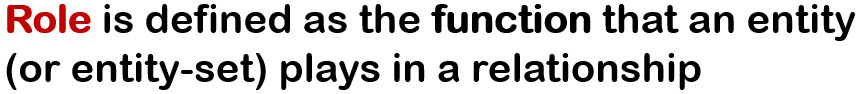 Role is defined as the function that an entity
(or entity-set) plays in a relationship